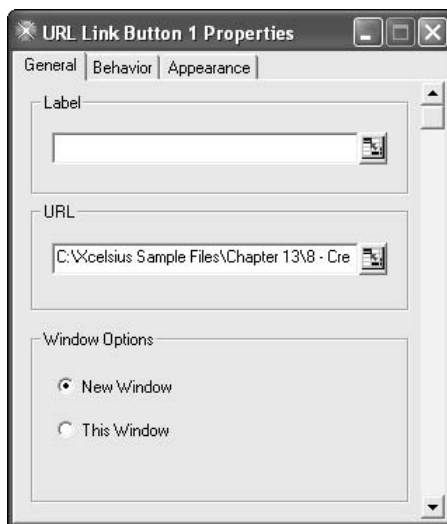 URL Link Button 1 Properties
General Behavior Appearance
Label
URL
C:\Xcelsius Sample Files\Chapter 13\8 - Cre
Window Options
New Window
This Window